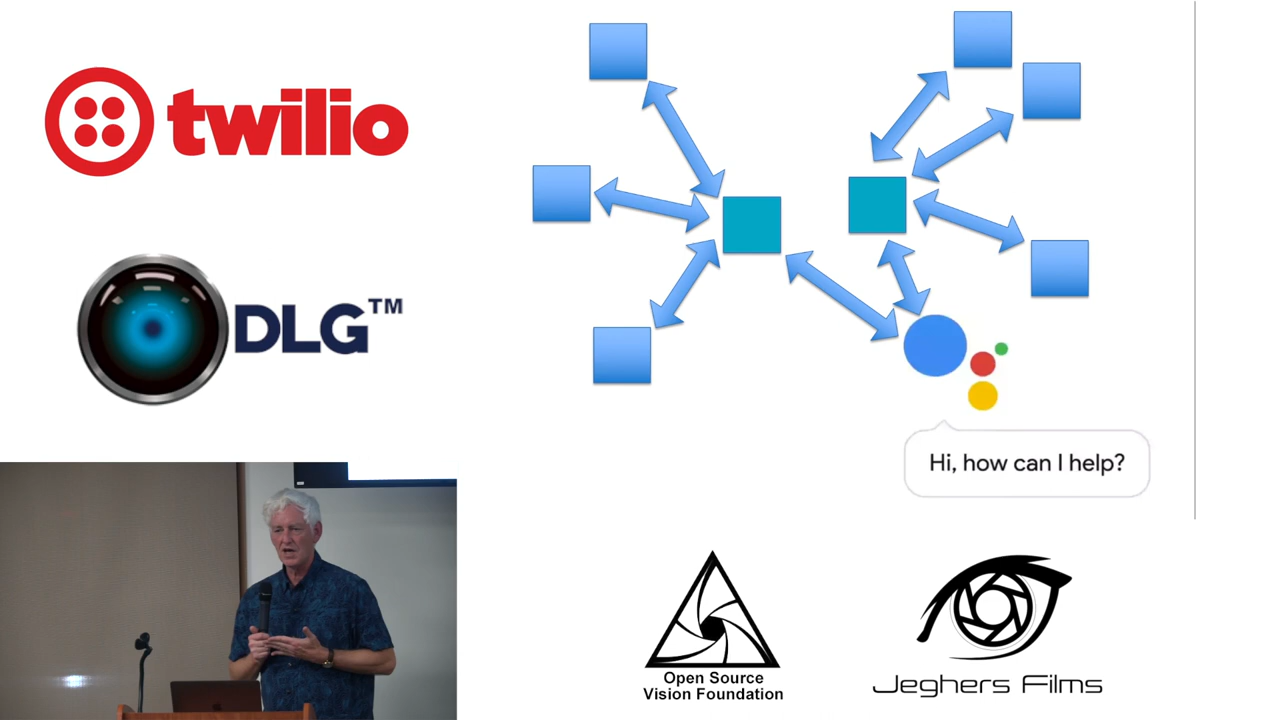 twilio
DLG™
Hi, how can I help?
Open Source
Vision Foundation
Jeghers Films